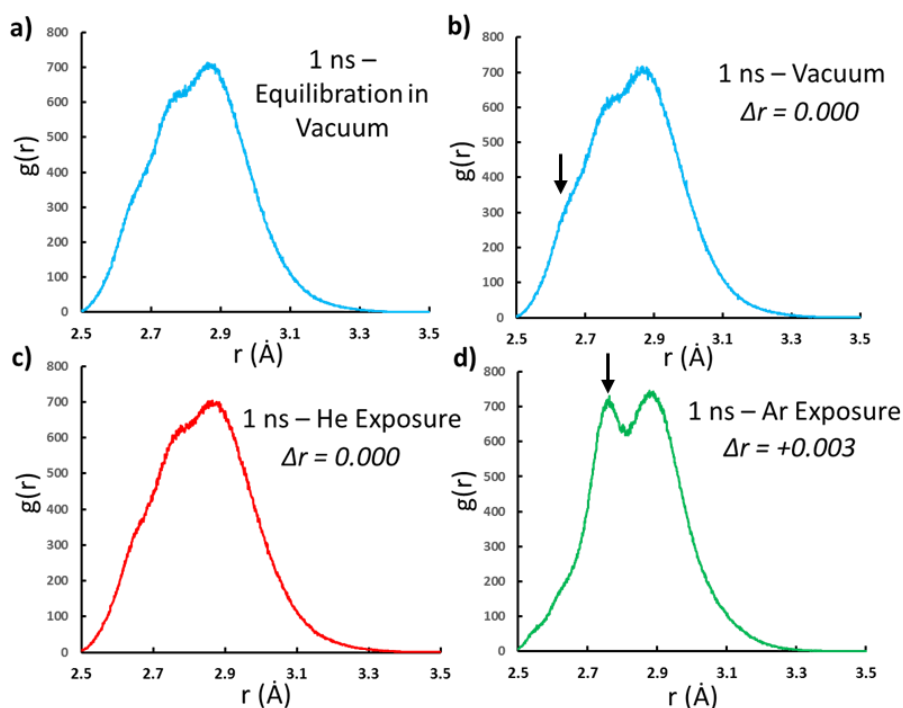 a)
1 ns –
Equilibration in
Vacuum
g(r)
800
700
600
500
400
300
200
100
0
2.5 2.7 2.9 3.1 3.3 3.5
r (Å)
b)
1 ns – Vacuum
Δr = 0.000
g(r)
800
700
600
500
400
300
200
100
0
2.5 2.7 2.9 3.1 3.3 3.5
r (Å)
c)
1 ns – He Exposure
Δr = 0.000
g(r)
800
700
600
500
400
300
200
100
0
2.5 2.7 2.9 3.1 3.3 3.5
r (Å)
d)
1 ns – Ar Exposure
Δr = +0.003
g(r)
800
700
600
500
400
300
200
100
0
2.5 2.7 2.9 3.1 3.3 3.5
r (Å)